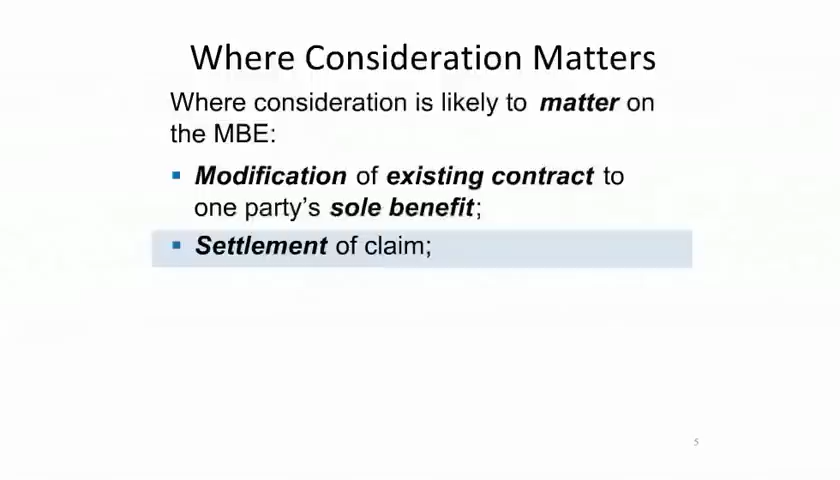 Where Consideration Matters
Where consideration is likely to matter on
the MBE:
▪ Modification of existing contract to
one party's sole benefit;
▪ Settlement of claim;
5